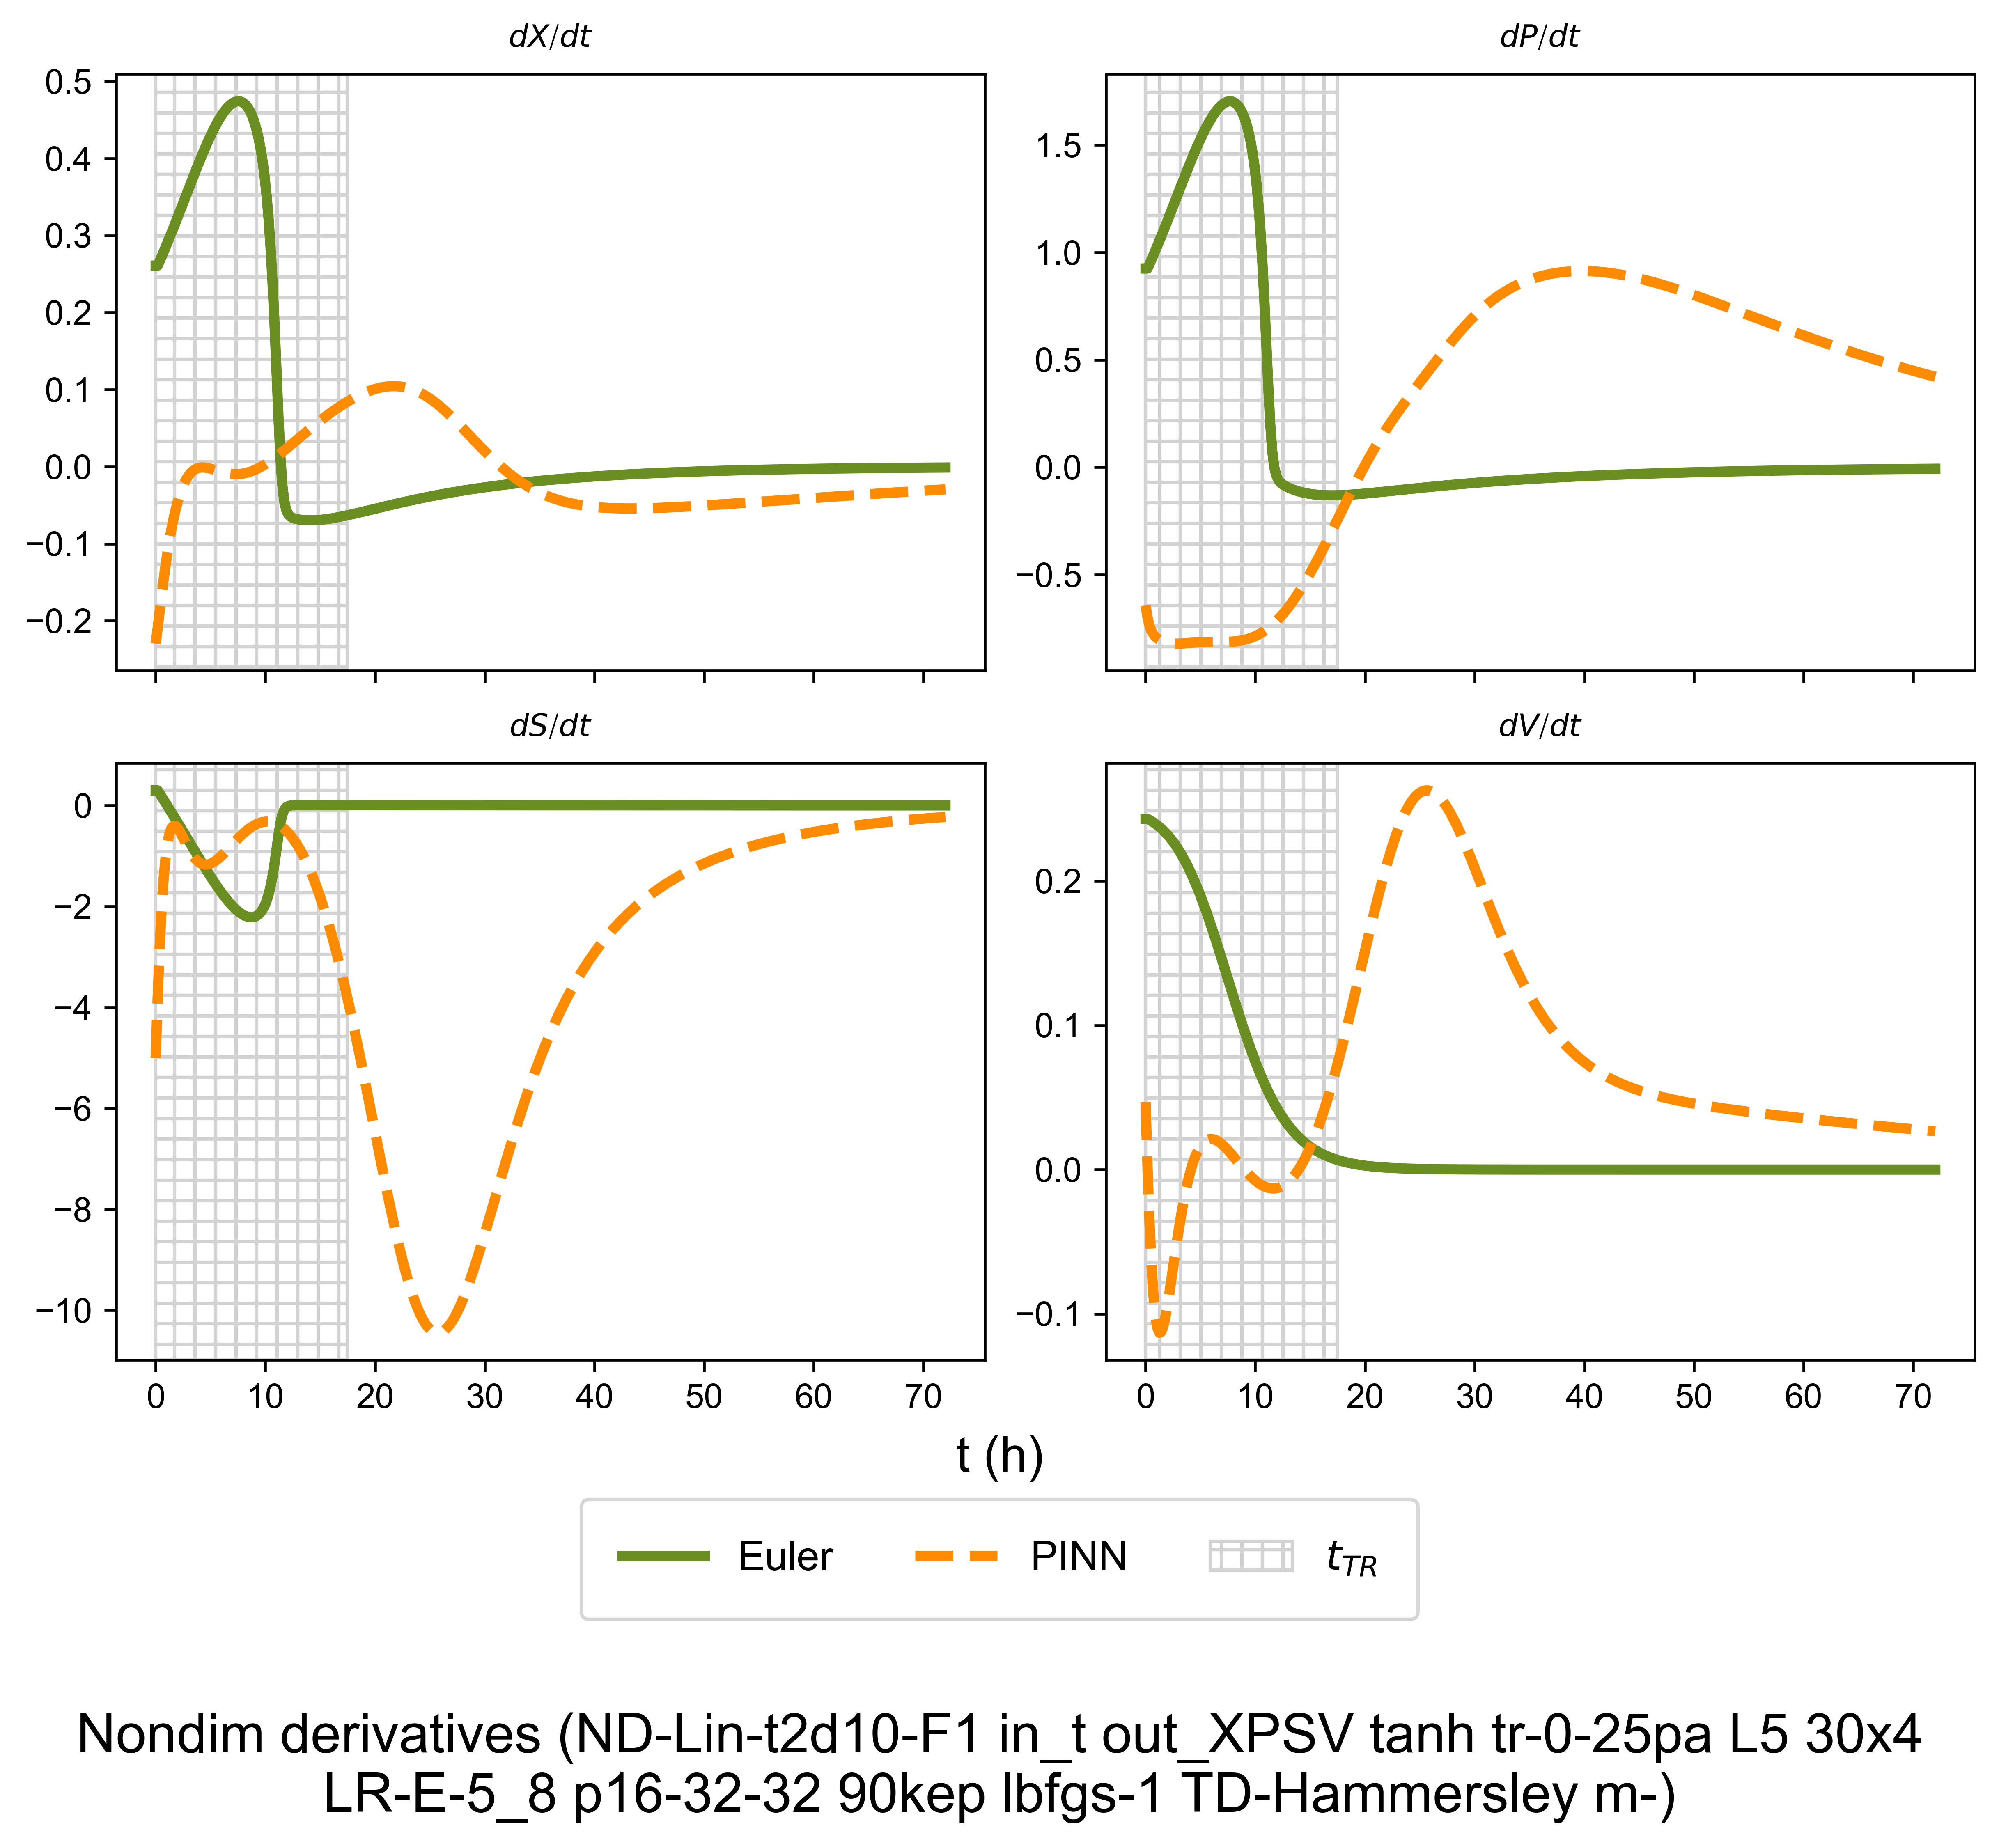 dX/dt
dP/dt
0.5
0.4
0.3
0.2
0.1
0.0
−0.1
−0.2
1.5
1.0
0.5
0.0
−0.5
dS/dt
dV/dt
0
−2
−4
−6
−8
−10
0 10 20 30 40 50 60 70
0.2
0.1
0.0
−0.1
0 10 20 30 40 50 60 70
t (h)
Euler PINN t_TR
Nondim derivatives (ND-Lin-t2d10-F1 in_t out_XPSV tanh tr-0-25pa L5 30x4
LR-E-5_8 p16-32-32 90kep lbfgs-1 TD-Hammersley m-)